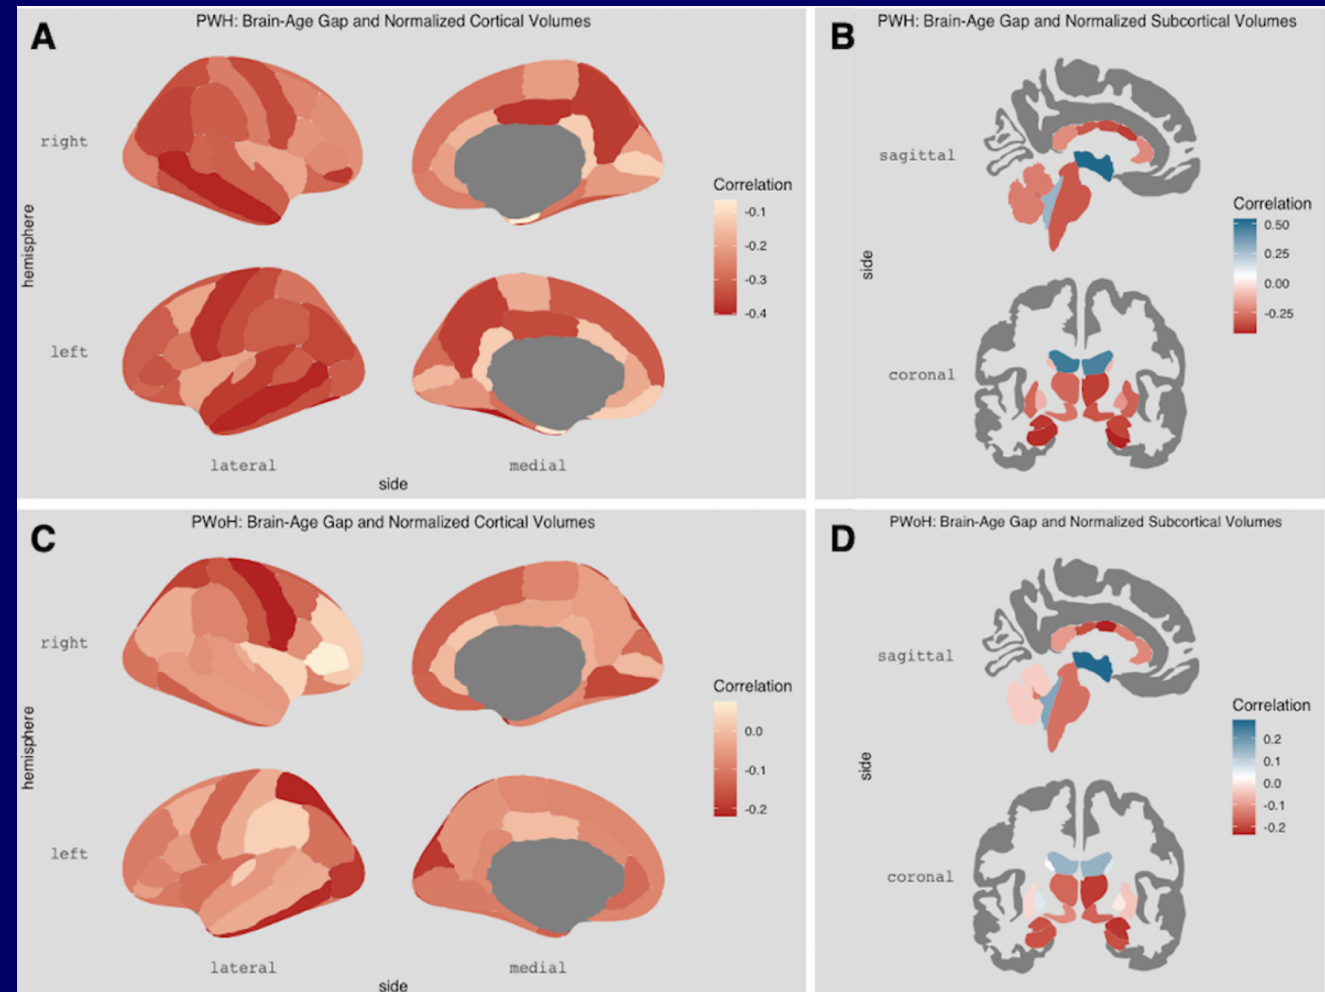 A
PWH: Brain-Age Gap and Normalized Cortical Volumes
hemisphere
right
left
lateral
medial
side
Correlation
-0.1
-0.2
-0.3
-0.4
B
PWH: Brain-Age Gap and Normalized Subcortical Volumes
side
sagittal
coronal
Correlation
0.50
0.25
0.00
-0.25
C
PWoH: Brain-Age Gap and Normalized Cortical Volumes
hemisphere
right
left
lateral
medial
side
Correlation
0.0
-0.1
-0.2
D
PWoH: Brain-Age Gap and Normalized Subcortical Volumes
side
sagittal
coronal
Correlation
0.2
0.1
0.0
-0.1
-0.2